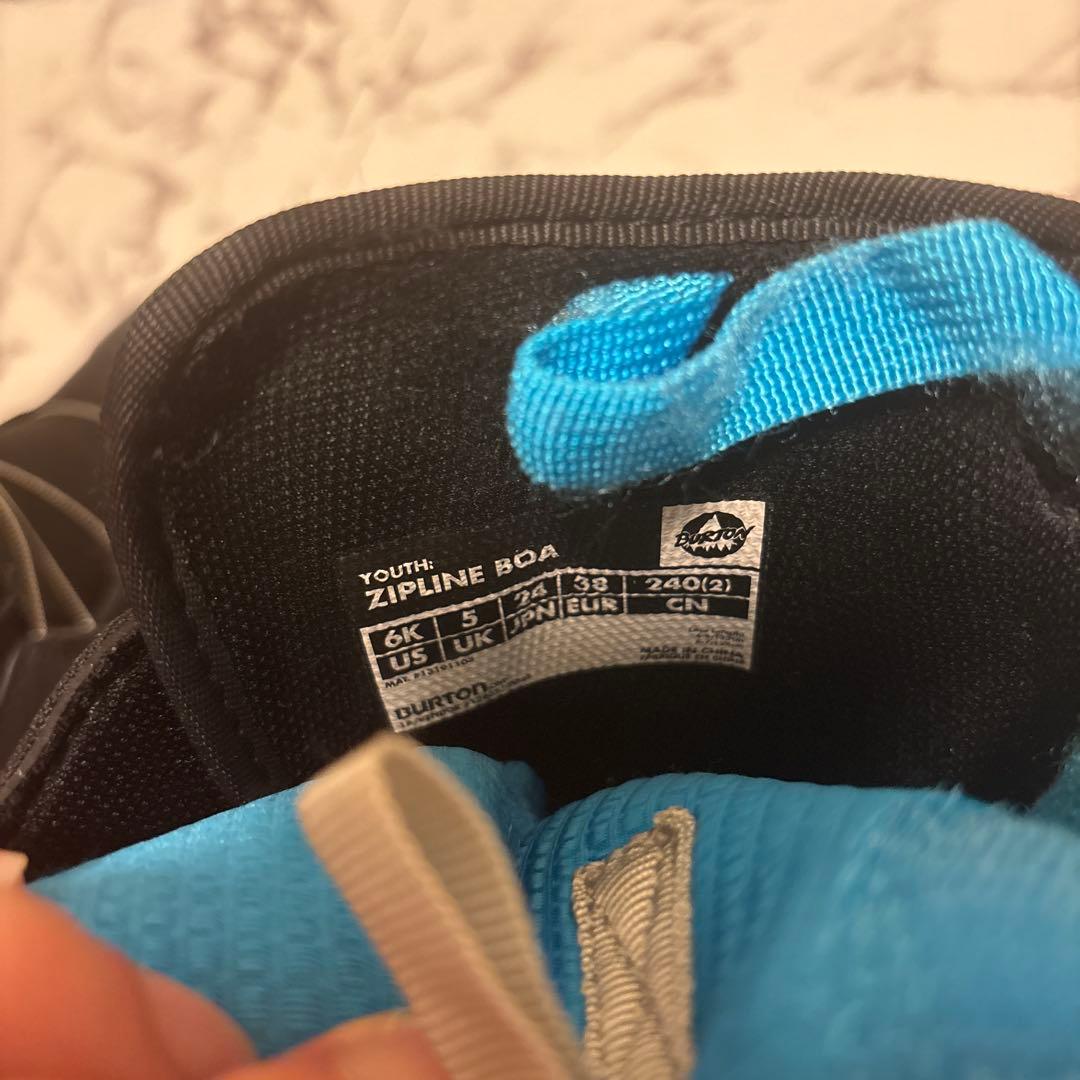 BURTON
YOUTH:
ZIPLINE BOA
6K 5 24 38 240(2)
US UK JPN EUR CN
MADE IN CHINA
BURTON